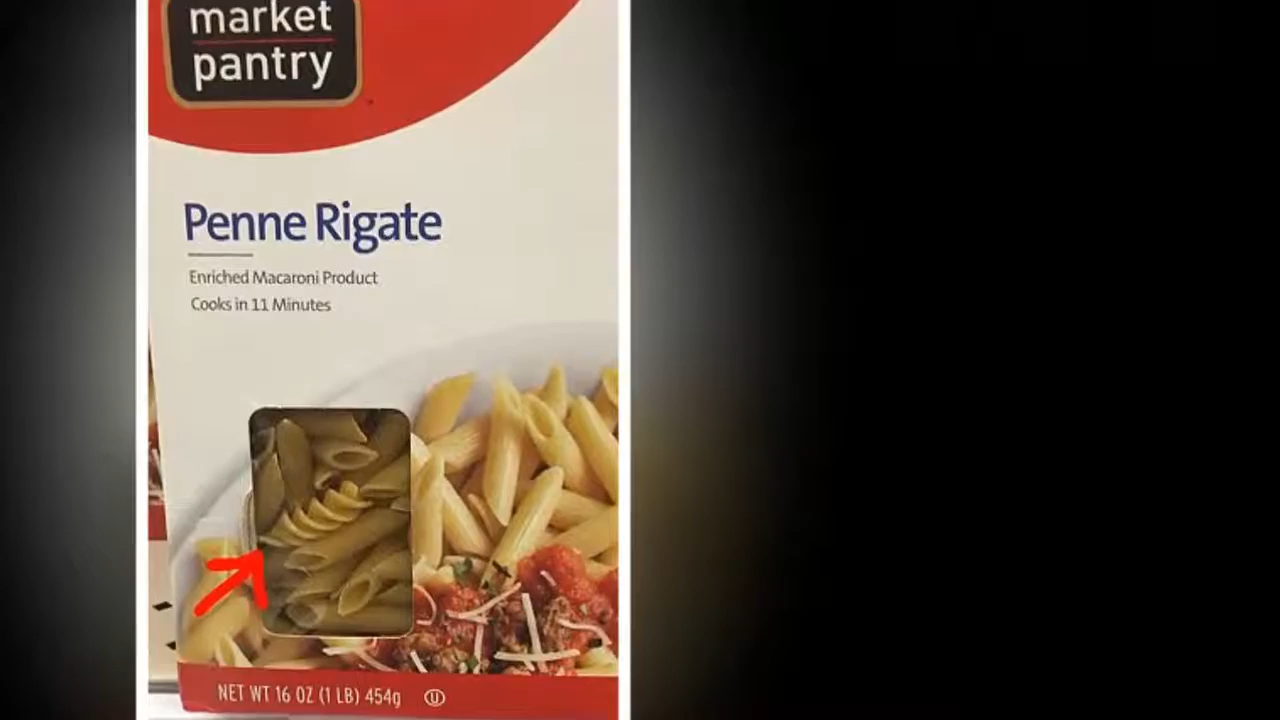 market
pantry
Penne Rigate
Enriched Macaroni Product
Cooks in 11 Minutes
NET WT 16 OZ (1 LB) 454g Ⓤ